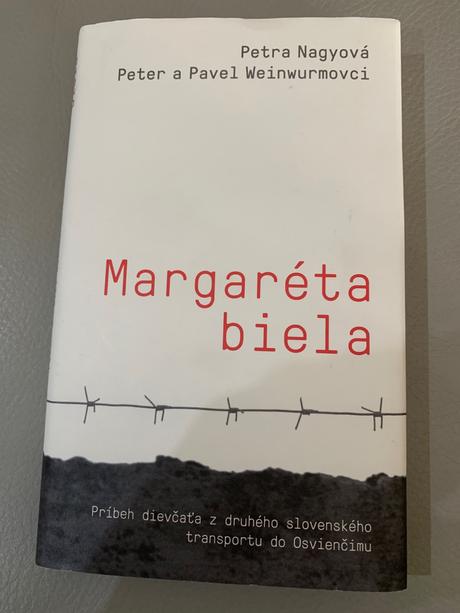 Petra Nagyová
Peter a Pavel Weinwurmovci
Margaréta
biela
Príbeh dievčaťa z druhého slovenského
transportu do Osvienčimu